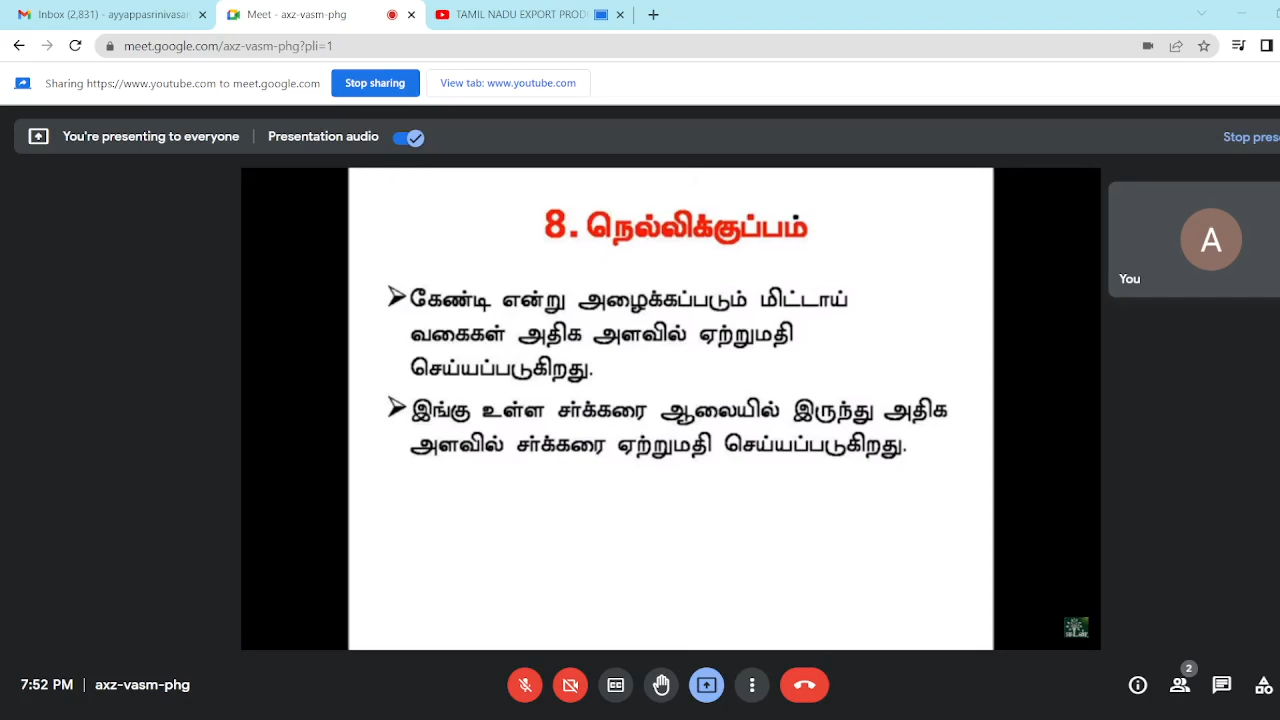 Inbox (2,831) - ayyappasrinivasar
Meet - axz-vasm-phg
TAMIL NADU EXPORT PROD
meet.google.com/axz-vasm-phg?pli=1
Sharing https://www.youtube.com to meet.google.com
Stop sharing
View tab: www.youtube.com
You're presenting to everyone
Presentation audio
Stop pres
8. நெல்லிக்குப்பம்
கேண்டி என்று அழைக்கப்படும் மிட்டாய்
வகைகள் அதிக அளவில் ஏற்றுமதி
செய்யப்படுகிறது.
இங்கு உள்ள சர்க்கரை ஆலையில் இருந்து அதிக
அளவில் சர்க்கரை ஏற்றுமதி செய்யப்படுகிறது.
A
You
7:52 PM | axz-vasm-phg
2